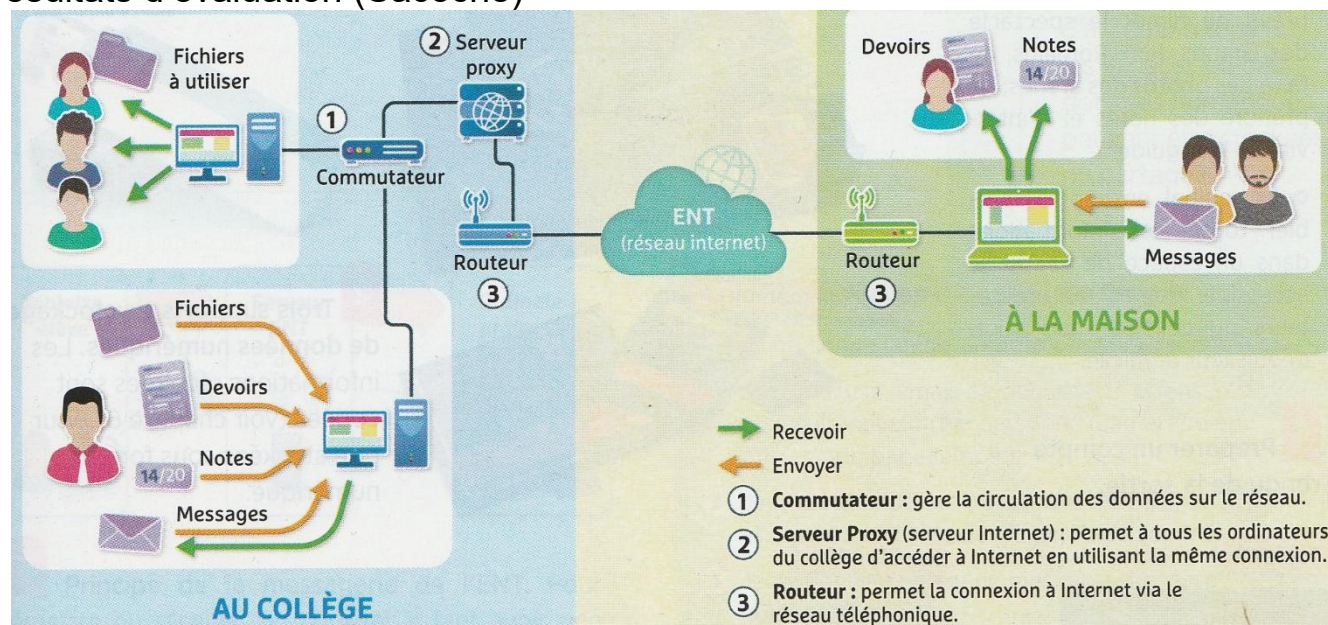 ésultats d'évaluation (Sacoche)
Fichiers
à utiliser
1
Commutateur
2 Serveur
proxy
Routeur
3
ENT
(réseau internet)
Devoirs
Notes
14/20
Routeur
3
Messages
À LA MAISON
Fichiers
Devoirs
Notes
14/20
Messages
AU COLLÈGE
Recevoir
Envoyer
1 Commutateur : gère la circulation des données sur le réseau.
2 Serveur Proxy (serveur Internet) : permet à tous les ordinateurs
du collège d'accéder à Internet en utilisant la même connexion.
3 Routeur : permet la connexion à Internet via le
réseau téléphonique.